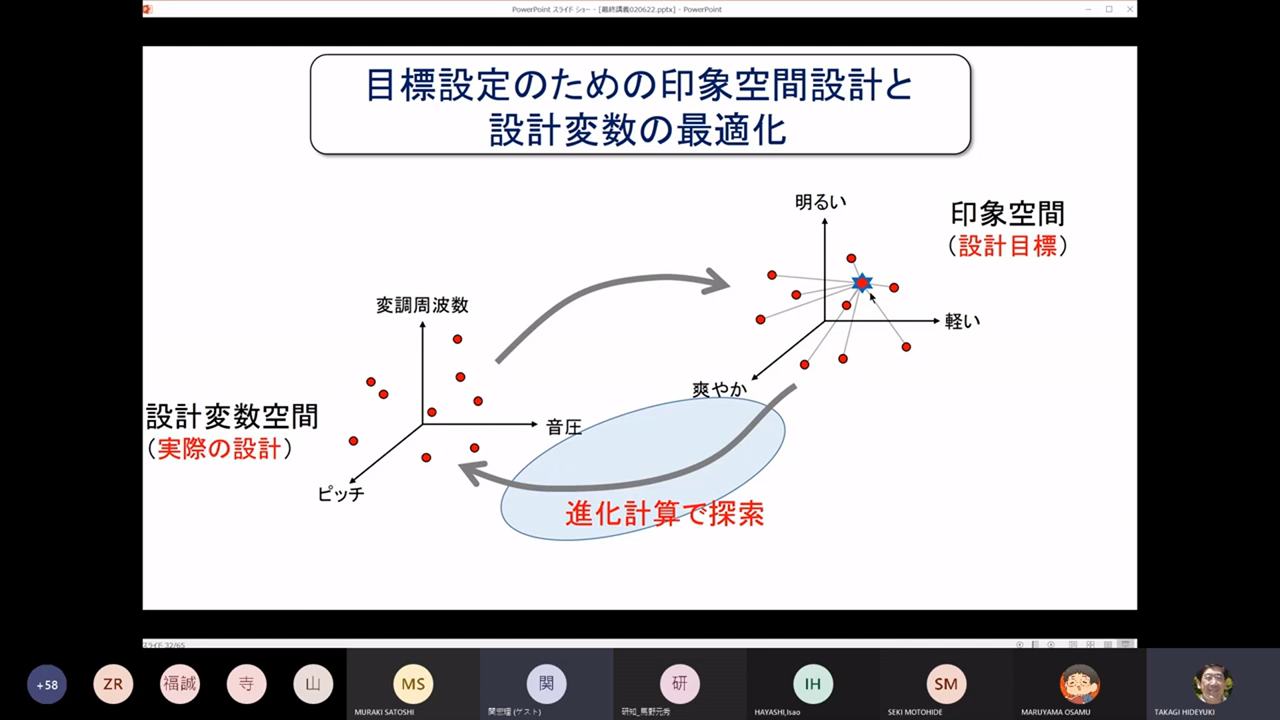 PowerPoint スライド ショー - [最終講義020622.pptx] - PowerPoint
目標設定のための印象空間設計と
設計変数の最適化
明るい
印象空間
(設計目標)
軽い
爽やか
変調周波数
設計変数空間
(実際の設計)
音圧
ピッチ
進化計算で探索
スライド 32/65
+58
ZR
福誠
寺
山
MS
関
研
IH
SM
MURAKI SATOSHI
関忠糧 (ゲスト)
研知_馬野元秀
HAYASHI,Isao
SEKI MOTOHIDE
MARUYAMA OSAMU
TAKAGI HIDEYUKI